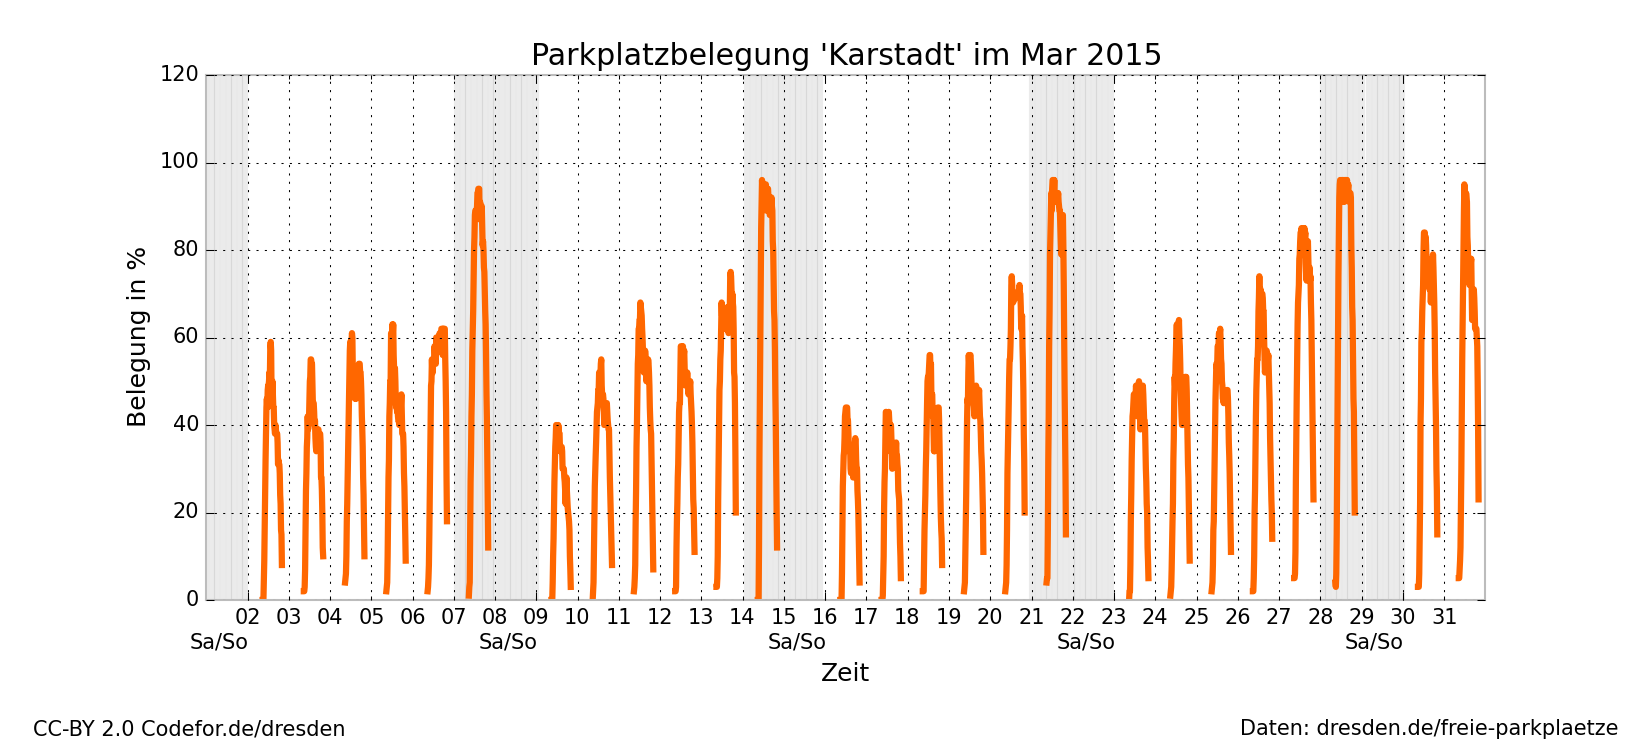 Parkplatzbelegung 'Karstadt' im Mar 2015
Belegung in %
120
100
80
60
40
20
0
02 03 04 05 06 07 08 09 10 11 12 13 14 15 16 17 18 19 20 21 22 23 24 25 26 27 28 29 30 31
Sa/So Sa/So Sa/So Sa/So Sa/So
Zeit
CC-BY 2.0 Codefor.de/dresden
Daten: dresden.de/freie-parkplaetze